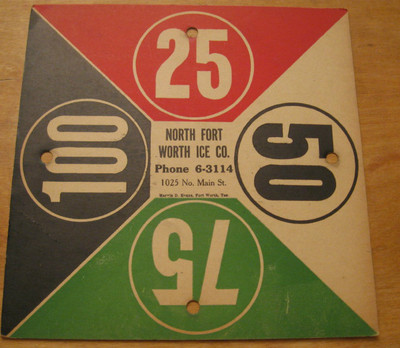 25
100
NORTH FORT
WORTH ICE CO.
Phone 6-3114
1025 No. Main St.
50
75